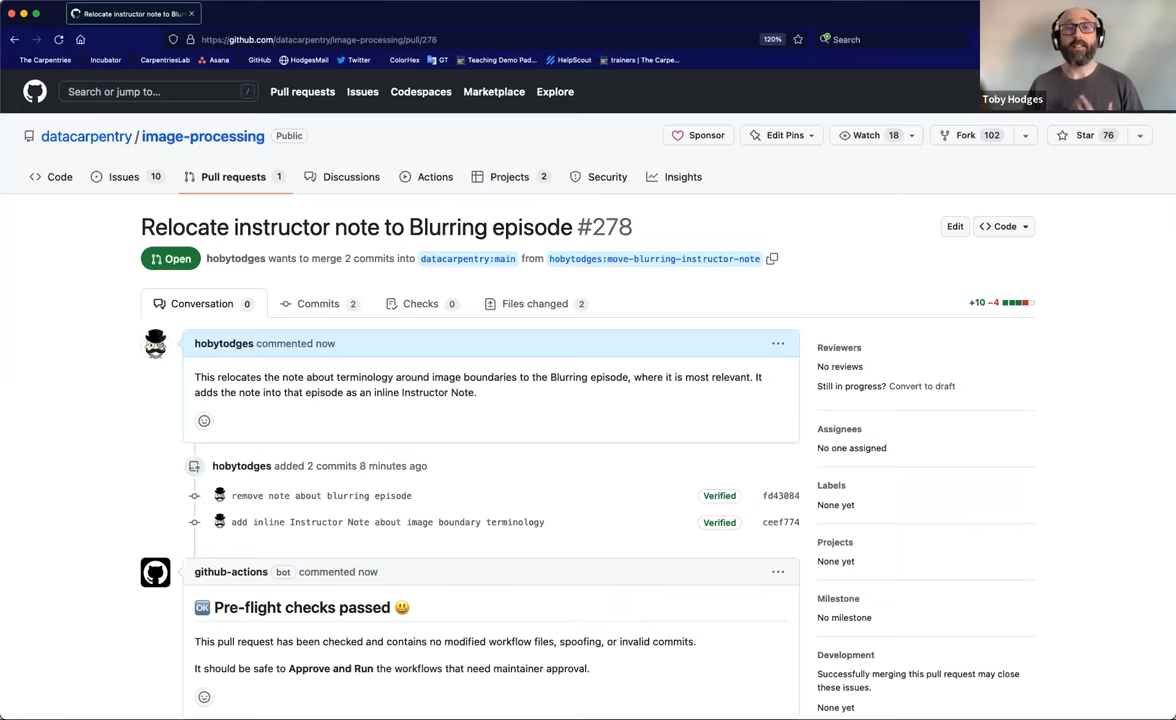 Relocate instructor note to Blur
https://github.com/datacarpentry/image-processing/pull/278
120%
Search
The Carpentries
Incubator
CarpentriesLab
Asana
GitHub
HodgesMail
Twitter
ColorHex
GT
Teaching Demo Pad...
HelpScout
trainers | The Carpe...
Toby Hodges
Search or jump to...
/
Pull requests
Issues
Codespaces
Marketplace
Explore
datacarpentry / image-processing
Public
Sponsor
Edit Pins
Watch 18
Fork 102
Star 76
Code
Issues 10
Pull requests 1
Discussions
Actions
Projects 2
Security
Insights
Relocate instructor note to Blurring episode #278
Edit
Code
Open
hobytodges wants to merge 2 commits into datacarpentry:main from hobytodges:move-blurring-instructor-note
Conversation 0
Commits 2
Checks 0
Files changed 2
+10 −4
hobytodges commented now
This relocates the note about terminology around image boundaries to the Blurring episode, where it is most relevant. It
adds the note into that episode as an inline Instructor Note.
hobytodges added 2 commits 8 minutes ago
remove note about blurring episode
Verified
fd43084
add inline Instructor Note about image boundary terminology
Verified
ceef774
github-actions bot commented now
OK Pre-flight checks passed
This pull request has been checked and contains no modified workflow files, spoofing, or invalid commits.
It should be safe to Approve and Run the workflows that need maintainer approval.
Reviewers
No reviews
Still in progress? Convert to draft
Assignees
No one assigned
Labels
None yet
Projects
None yet
Milestone
No milestone
Development
Successfully merging this pull request may close
these issues.
None yet